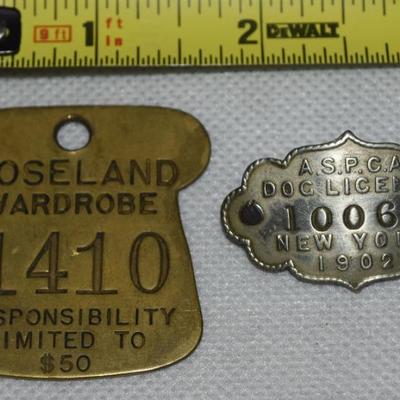 9 ft 1 ft in 2 DEWALT
OSELAND
WARDROBE
1410
SPONSIBILITY
IMITED TO
$50
A.S.P.C.A
DOG LICEN
1006
NEW YOR
1902